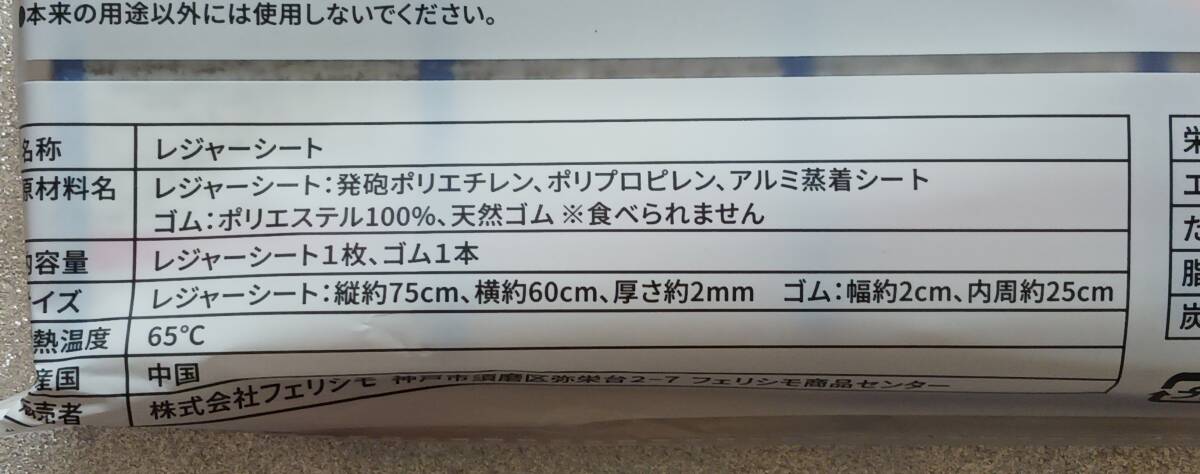 本来の用途以外には使用しないでください。
名称 レジャーシート
原材料名 レジャーシート:発砲ポリエチレン、ポリプロピレン、アルミ蒸着シート
ゴム:ポリエステル100%、天然ゴム ※食べられません
内容量 レジャーシート1枚、ゴム1本
イズ レジャーシート:縦約75cm、横約60cm、厚さ約2mm ゴム:幅約2cm、内周約25cm
熱温度 65℃
産国 中国
売者 株式会社フェリシモ 神戸市須磨区弥栄台2-7 フェリシモ商品センター
栄
エ
た
脂
炭